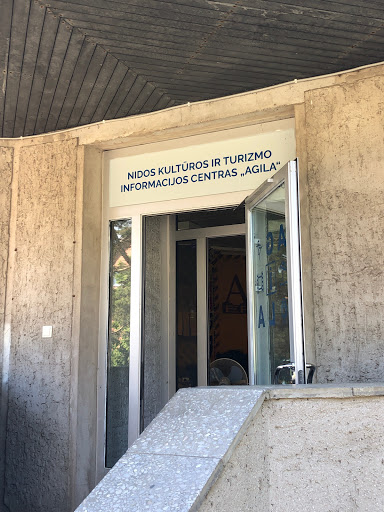 NIDOS KULTŪROS IR TURIZMO
INFORMACIJOS CENTRAS „AGILA“